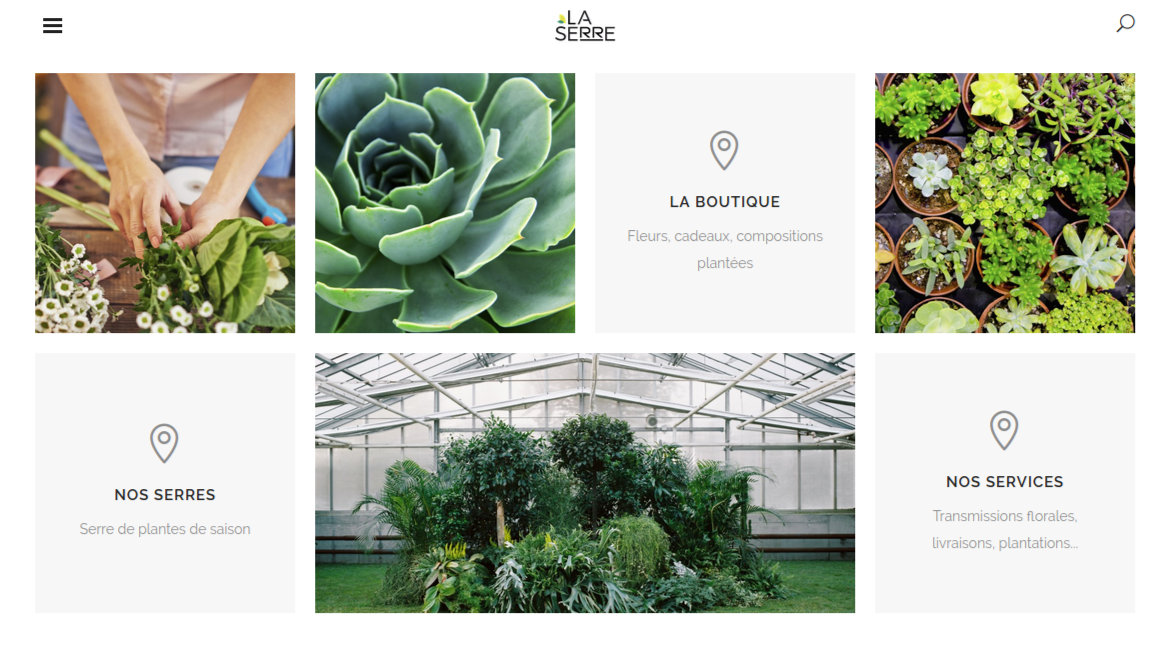 LA
SERRE
LA BOUTIQUE
Fleurs, cadeaux, compositions
plantées
NOS SERRES
Serre de plantes de saison
NOS SERVICES
Transmissions florales,
livraisons, plantations...